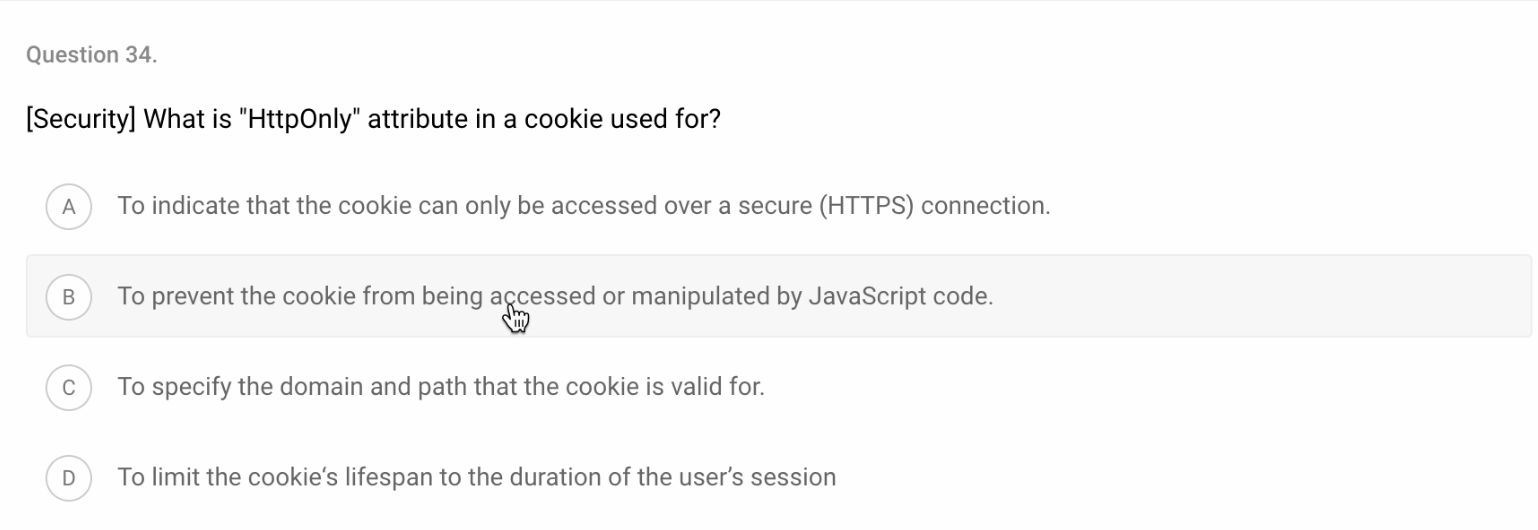 Question 34.
[Security] What is "HttpOnly" attribute in a cookie used for?
A To indicate that the cookie can only be accessed over a secure (HTTPS) connection.
B To prevent the cookie from being accessed or manipulated by JavaScript code.
C To specify the domain and path that the cookie is valid for.
D To limit the cookie‘s lifespan to the duration of the user’s session